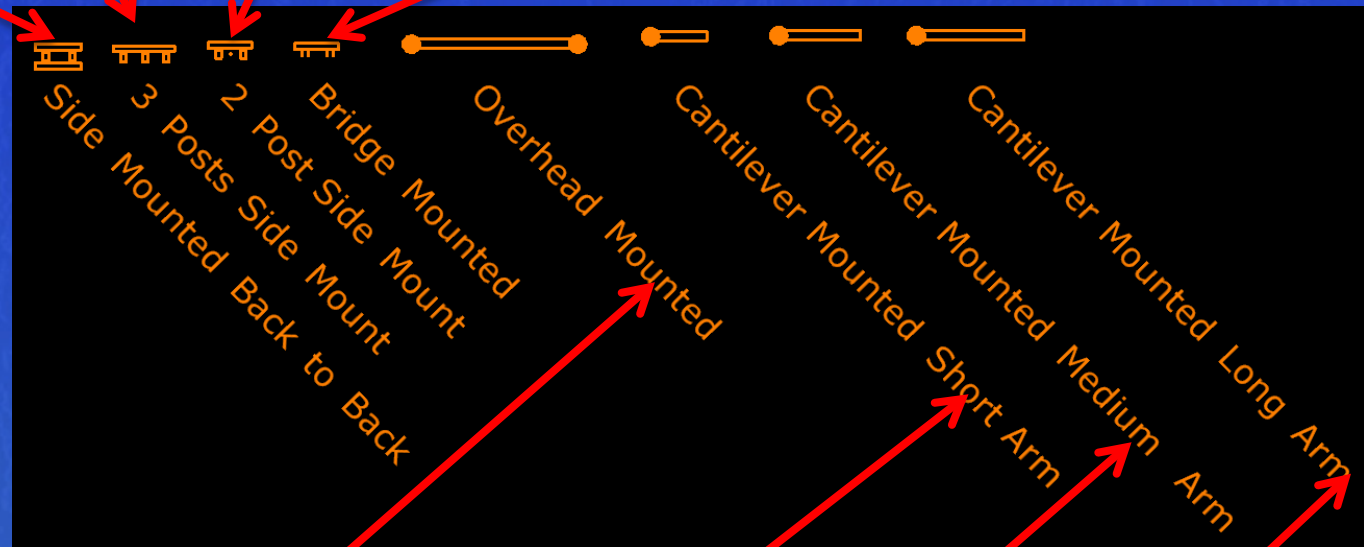 Side Mounted Back to Back
3 Posts Side Mount
2 Post Side Mount
Bridge Mounted
Overhead Mounted
Cantilever Mounted Short Arm
Cantilever Mounted Medium Arm
Cantilever Mounted Long Arm